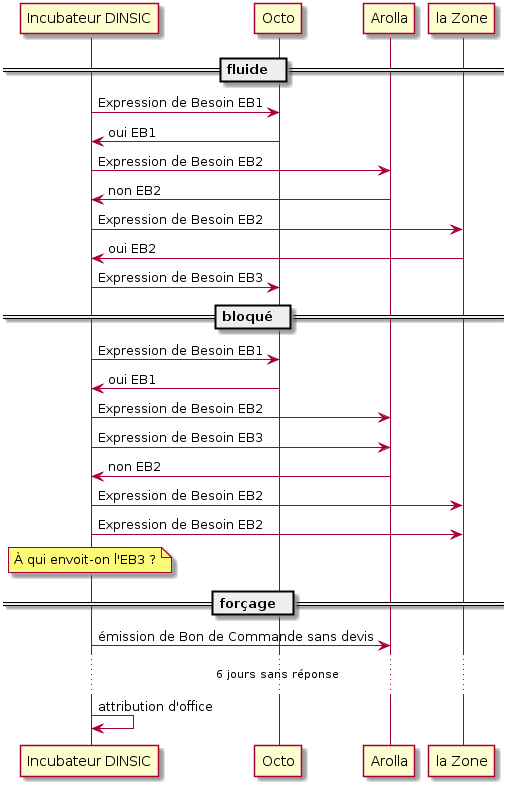 Incubateur DINSIC Octo Arolla la Zone
fluide
Expression de Besoin EB1
oui EB1
Expression de Besoin EB2
non EB2
Expression de Besoin EB2
oui EB2
Expression de Besoin EB3
bloqué
Expression de Besoin EB1
oui EB1
Expression de Besoin EB2
Expression de Besoin EB3
non EB2
Expression de Besoin EB2
Expression de Besoin EB2
À qui envoit-on l'EB3 ?
forçage
émission de Bon de Commande sans devis
6 jours sans réponse
attribution d'office
Incubateur DINSIC Octo Arolla la Zone